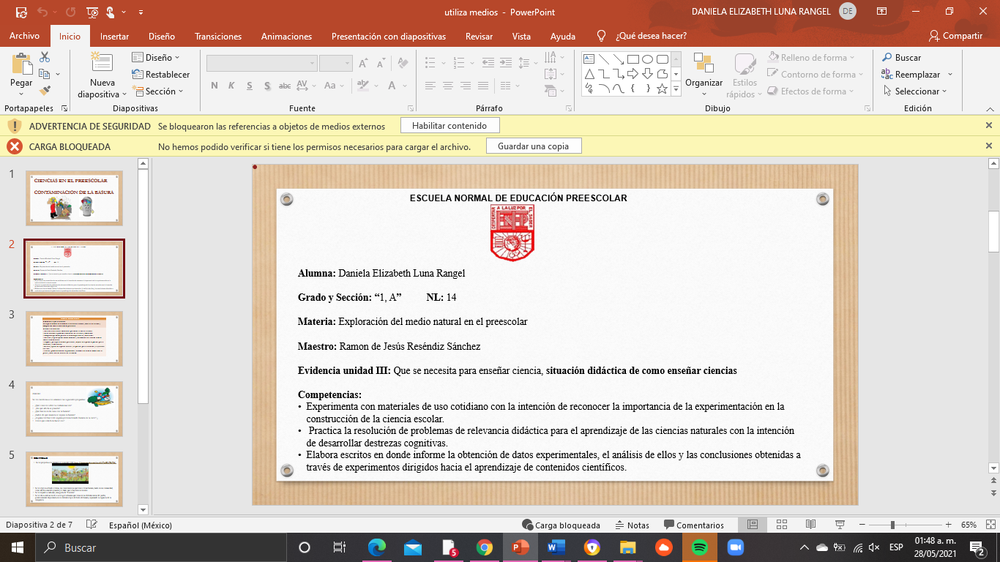 utiliza medios - PowerPoint
DANIELA ELIZABETH LUNA RANGEL DE
Archivo Inicio Insertar Diseño Transiciones Animaciones Presentación con diapositivas Revisar Vista Ayuda ¿Qué desea hacer? Compartir
Pegar
Nueva diapositiva
Diseño
Restablecer
Sección
N K S S abc AV Aa A
Organizar
Estilos rápidos
Relleno de forma
Contorno de forma
Efectos de forma
Buscar
Reemplazar
Seleccionar
Portapapeles Diapositivas Fuente Párrafo Dibujo Edición
ADVERTENCIA DE SEGURIDAD Se bloquearon las referencias a objetos de medios externos Habilitar contenido
CARGA BLOQUEADA No hemos podido verificar si tiene los permisos necesarios para cargar el archivo. Guardar una copia
1
CIENCIAS EN EL PREESCOLAR
CONTAMINACIÓN DE LA BASURA
2
3
4
5
ESCUELA NORMAL DE EDUCACIÓN PREESCOLAR
DESPERTAR A LA LUZ POR EL SABER
ENEP
Alumna: Daniela Elizabeth Luna Rangel
Grado y Sección: “1, A” NL: 14
Materia: Exploración del medio natural en el preescolar
Maestro: Ramón de Jesús Reséndiz Sánchez
Evidencia unidad III: Que se necesita para enseñar ciencia, situación didáctica de como enseñar ciencias
Competencias:
• Experimenta con materiales de uso cotidiano con la intención de conocer la importancia de la experimentación en la
construcción de la ciencia escolar.
• Practica la resolución de problemas de relevancia didáctica para el aprendizaje de las ciencias naturales con la intención
de desarrollar destrezas cognitivas.
• Elabora escritos en donde informe la obtención de datos experimentales, el análisis de ellos y las conclusiones obtenidas a
través de experimentos dirigidos hacia el aprendizaje de contenidos científicos.
Diapositiva 2 de 7 Español (México) Carga bloqueada Notas Comentarios 65%
Buscar
5
ESP
01:48 a. m.
28/05/2021
2